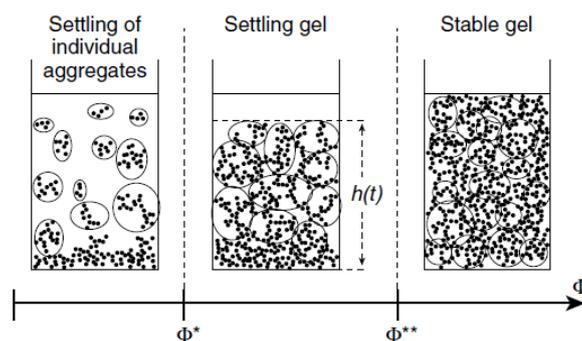 Settling of
individual
aggregates
Settling gel
Stable gel
h(t)
Φ
Φ*
Φ**